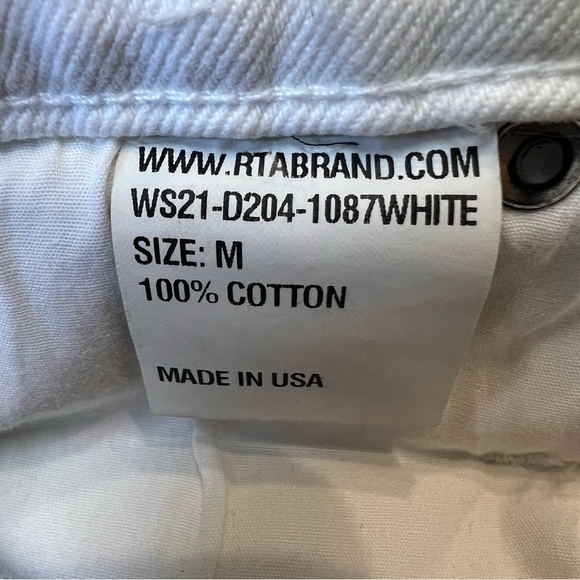 WWW.RTABRAND.COM
WS21-D204-1087WHITE
SIZE: M
100% COTTON
MADE IN USA